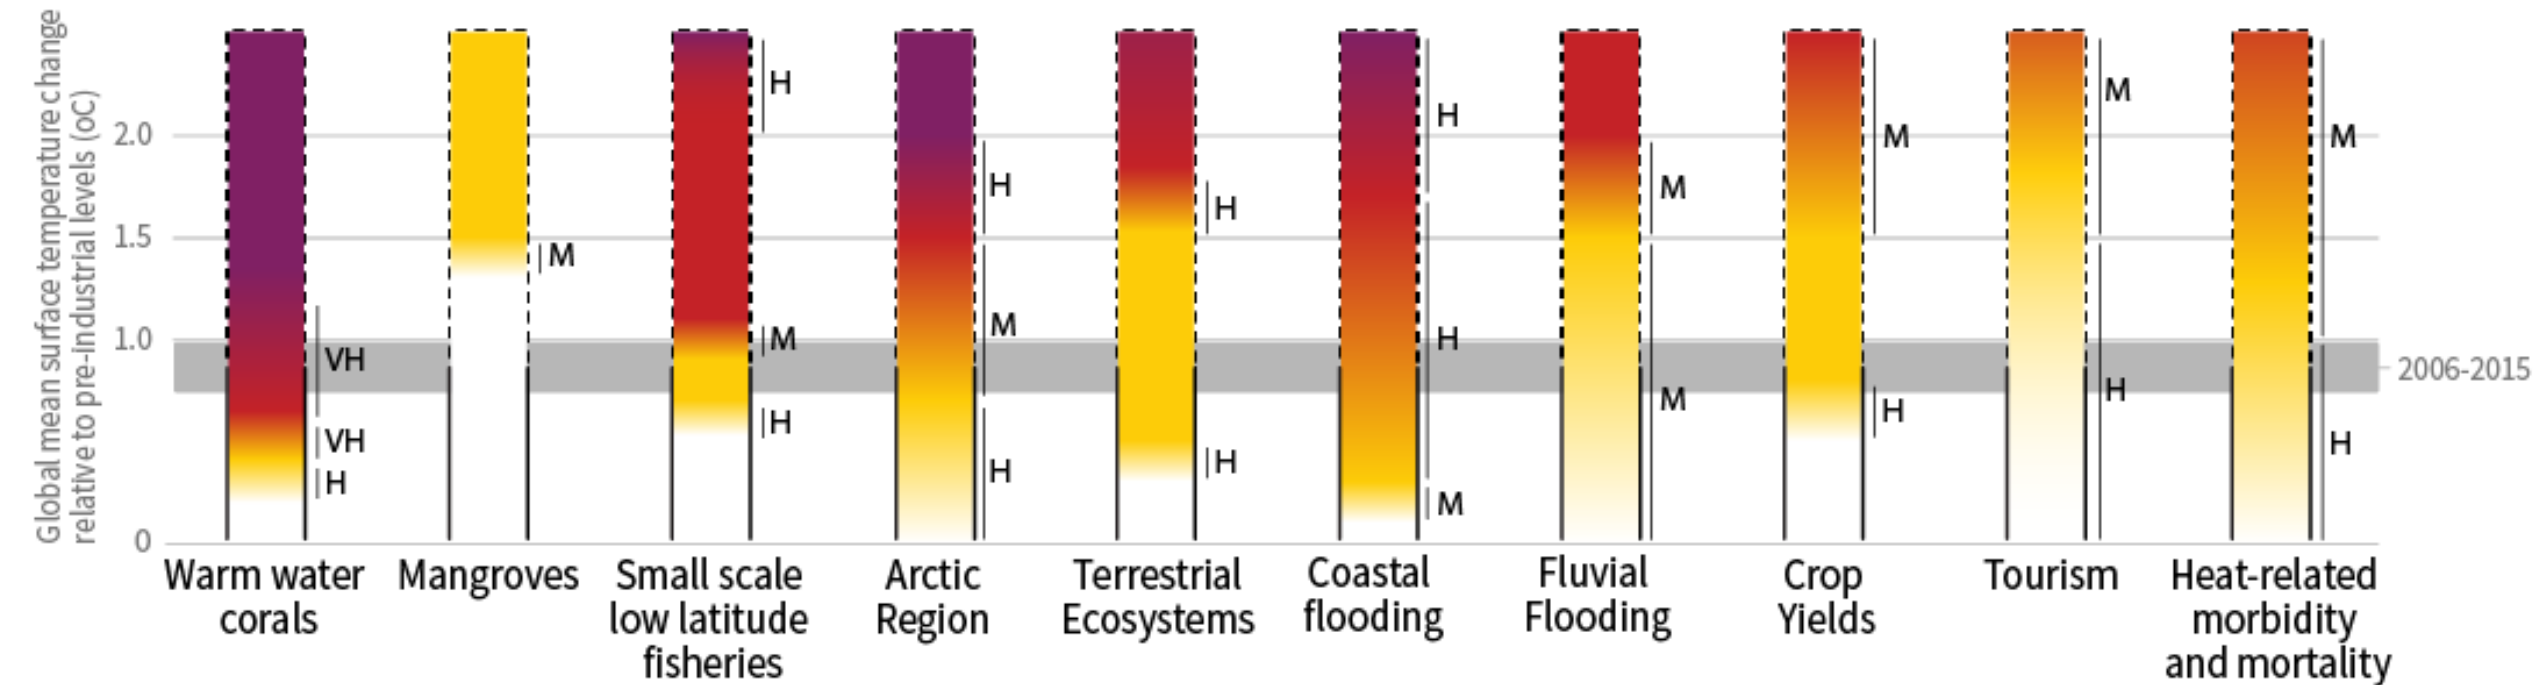 Global mean surface temperature change
relative to pre-industrial levels (oC)
2.0
1.5
1.0
0
VH
VH
H
M
H
M
H
H
M
H
H
H
H
H
M
M
M
M
H
M
H
M
H
2006-2015
Warm water
corals
Mangroves
Small scale
low latitude
fisheries
Arctic
Region
Terrestrial
Ecosystems
Coastal
flooding
Fluvial
Flooding
Crop
Yields
Tourism
Heat-related
morbidity
and mortality